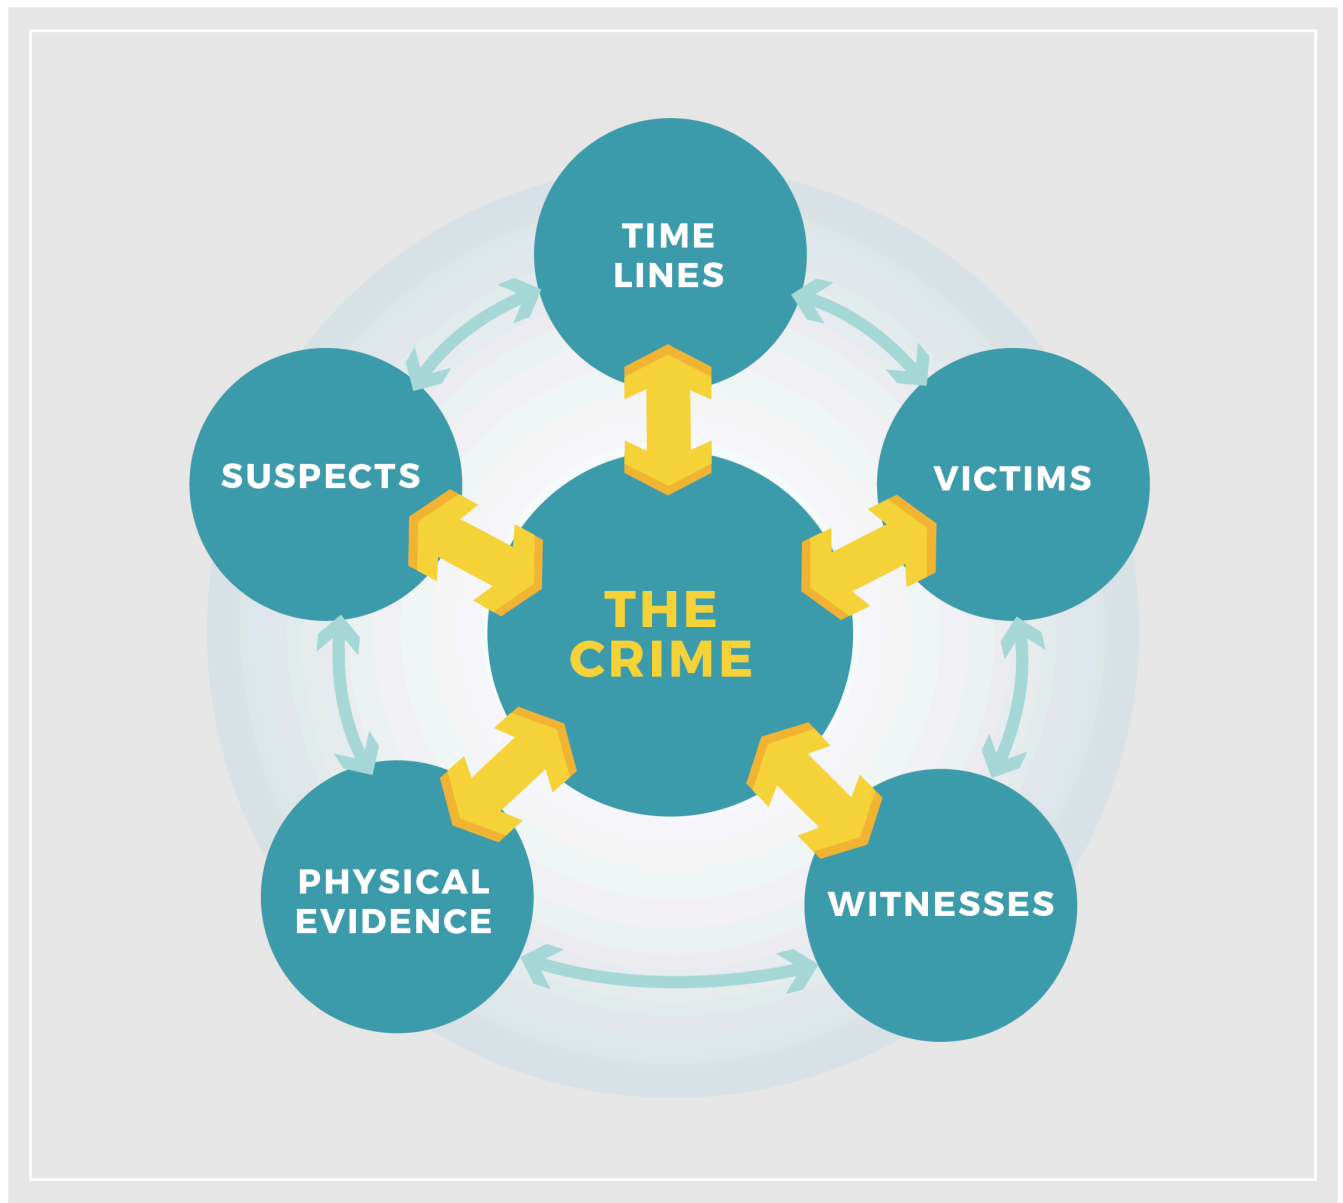 TIME
LINES
SUSPECTS
VICTIMS
THE
CRIME
PHYSICAL
EVIDENCE
WITNESSES